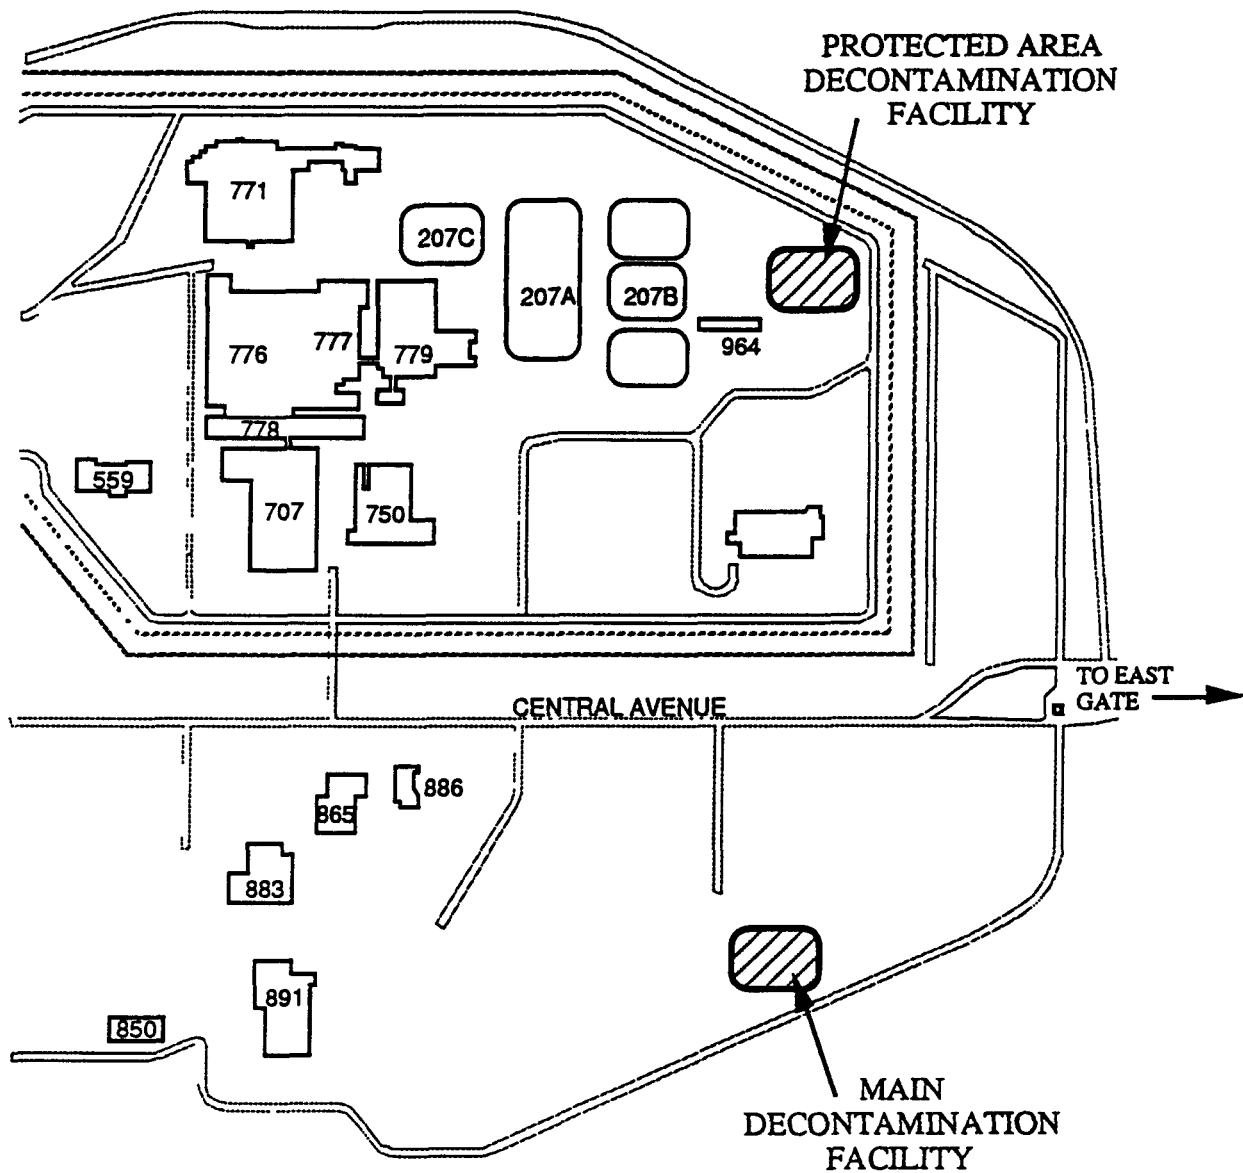 PROTECTED AREA
DECONTAMINATION
FACILITY
771
207C
207A
207B
776
777
779
964
778
559
707
750
TO EAST
GATE
CENTRAL AVENUE
865
886
883
891
850
MAIN
DECONTAMINATION
FACILITY